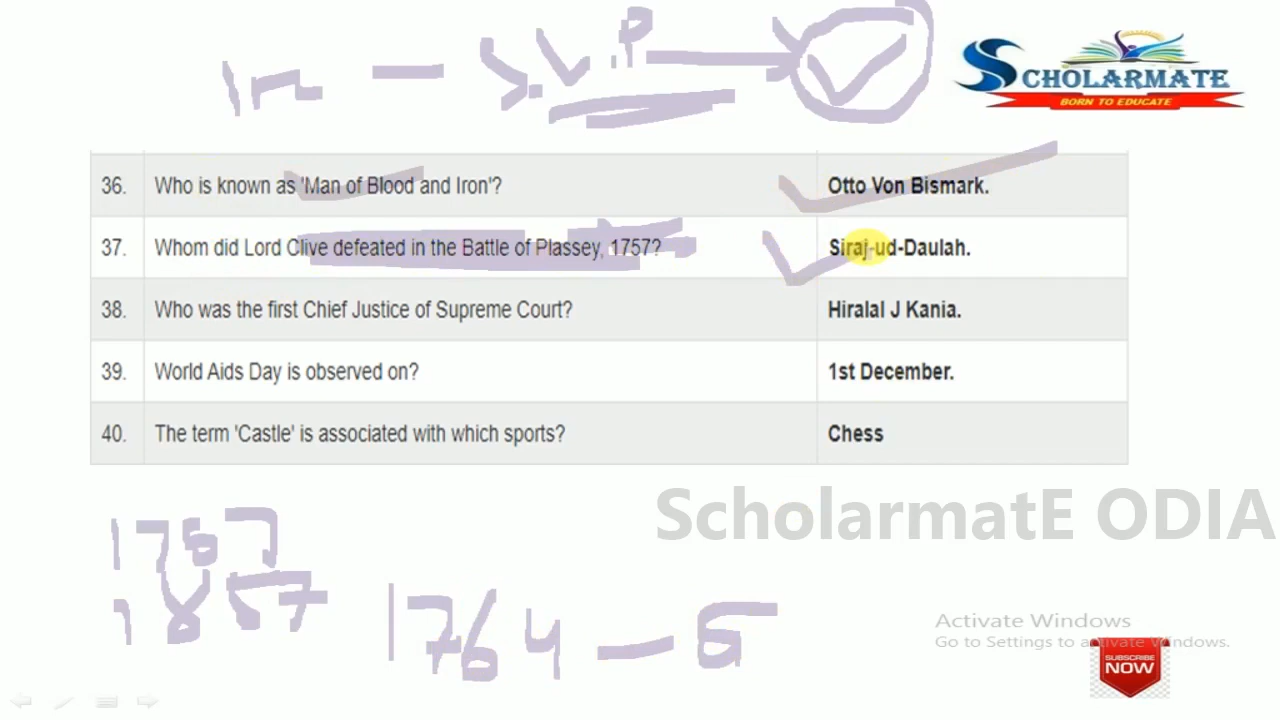 In — S.V.P
SCHOLARMATE
BORN TO EDUCATE
36. Who is known as 'Man of Blood and Iron'? Otto Von Bismark.
37. Whom did Lord Clive defeated in the Battle of Plassey, 1757? Siraj-ud-Daulah.
38. Who was the first Chief Justice of Supreme Court? Hiralal J Kania.
39. World Aids Day is observed on? 1st December.
40. The term 'Castle' is associated with which sports? Chess
ScholarmatE ODIA
1757
1857
1764 –
Activate Windows
Go to Settings to activate Windows.
SUBSCRIBE
NOW